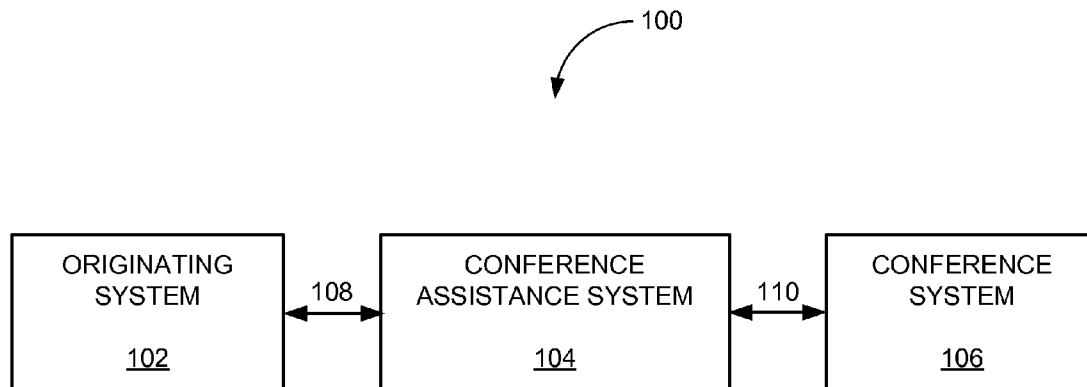 100
ORIGINATING
SYSTEM
102
108
CONFERENCE
ASSISTANCE SYSTEM
104
110
CONFERENCE
SYSTEM
106